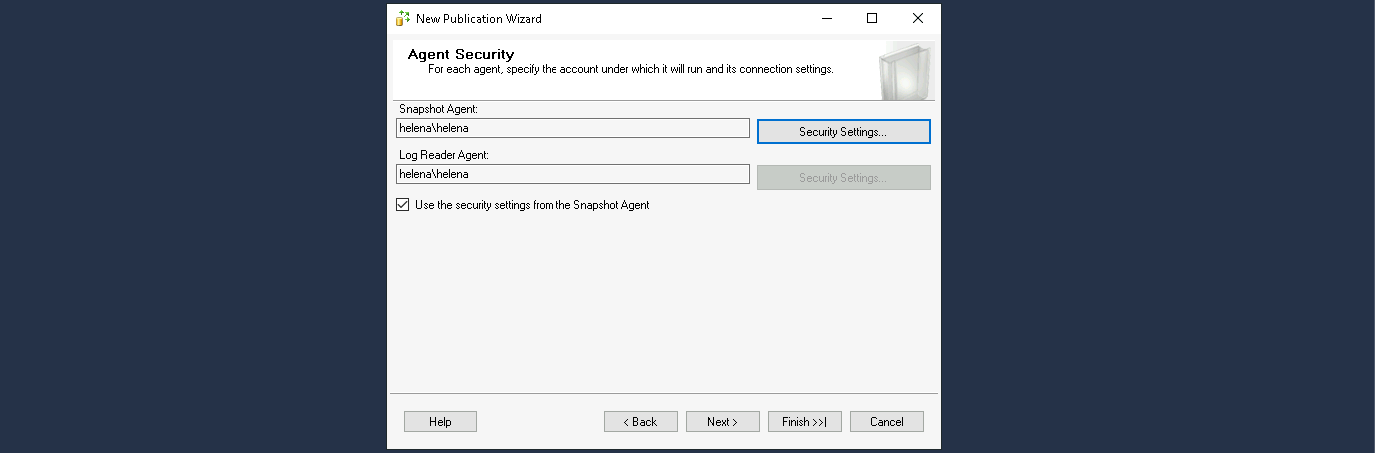 New Publication Wizard
Agent Security
For each agent, specify the account under which it will run and its connection settings.
Snapshot Agent:
helena\helena
Security Settings...
Log Reader Agent:
helena\helena
Security Settings...
Use the security settings from the Snapshot Agent
Help
< Back
Next >
Finish >>|
Cancel